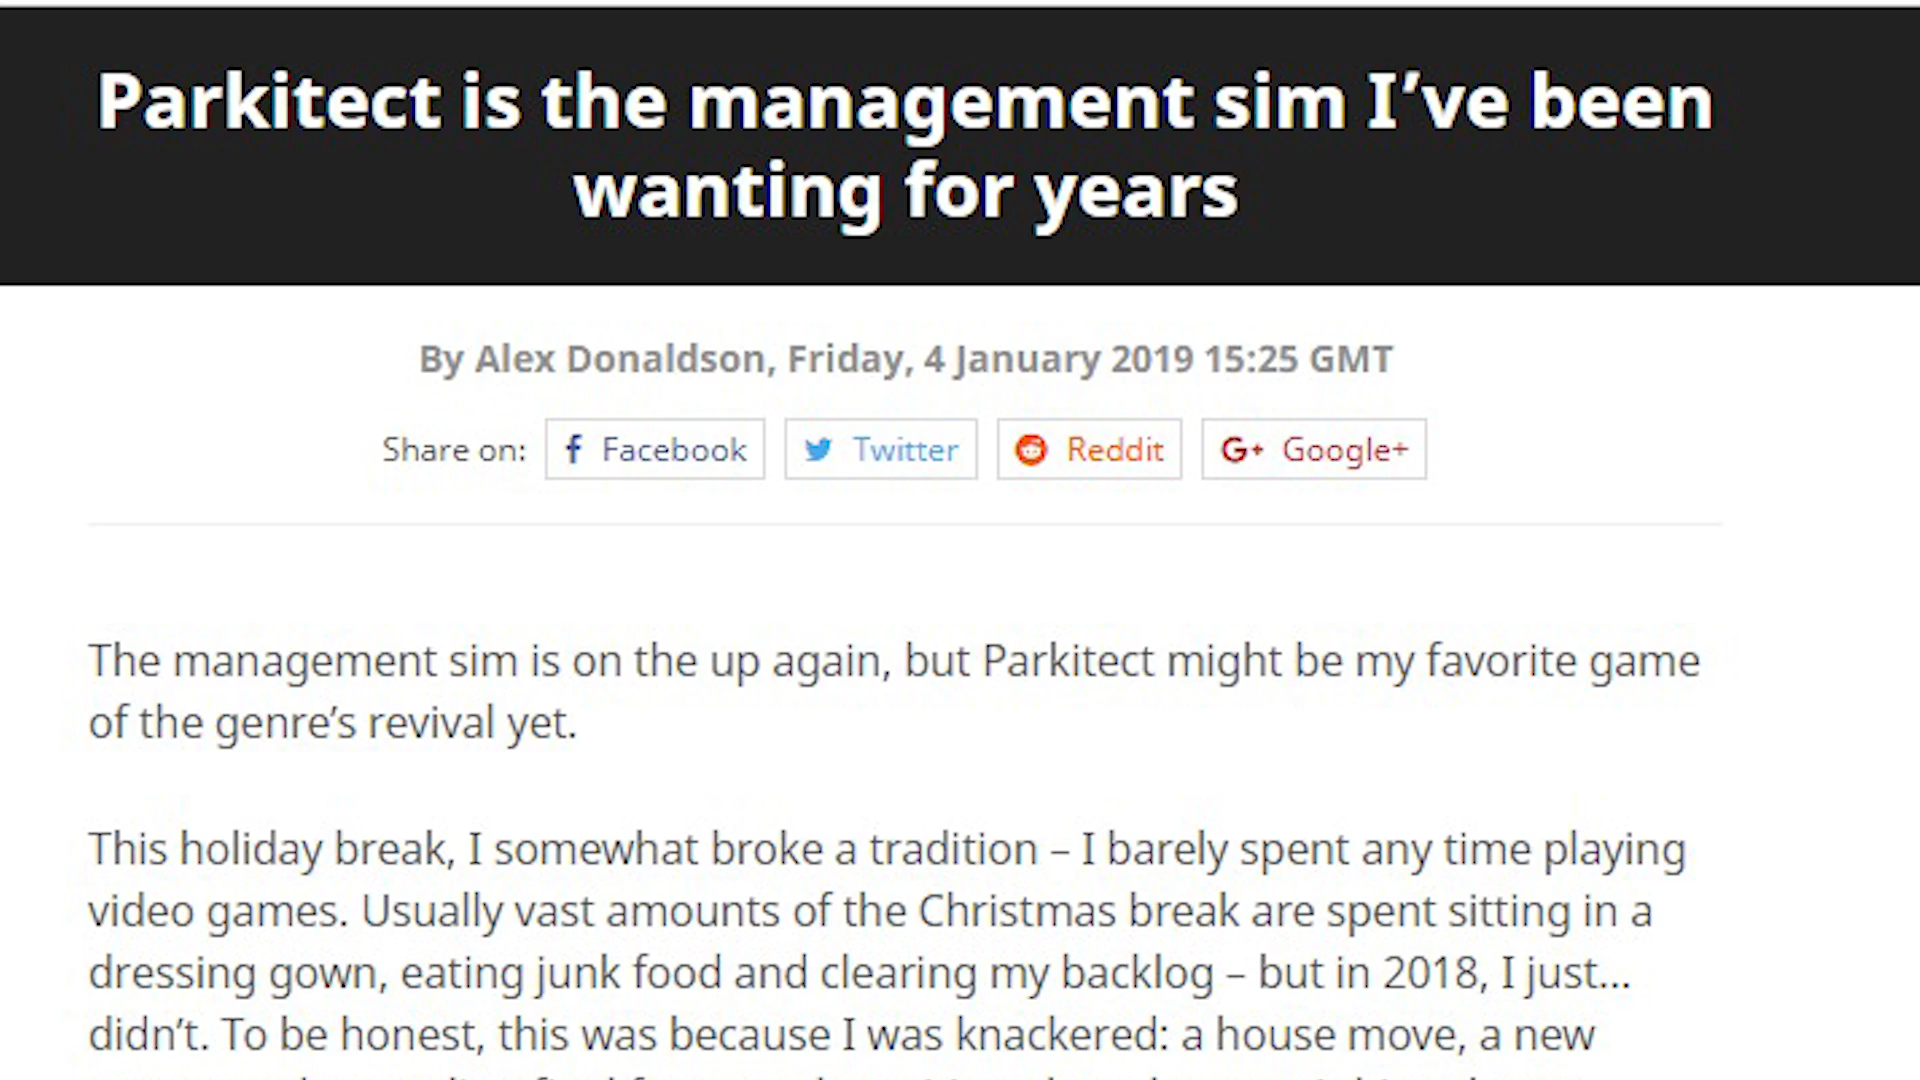 Parkitect is the management sim I've been
wanting for years
By Alex Donaldson, Friday, 4 January 2019 15:25 GMT
Share on: Facebook Twitter Reddit G+ Google+
The management sim is on the up again, but Parkitect might be my favorite game
of the genre's revival yet.
This holiday break, I somewhat broke a tradition – I barely spent any time playing
video games. Usually vast amounts of the Christmas break are spent sitting in a
dressing gown, eating junk food and clearing my backlog – but in 2018, I just...
didn't. To be honest, this was because I was knackered: a house move, a new